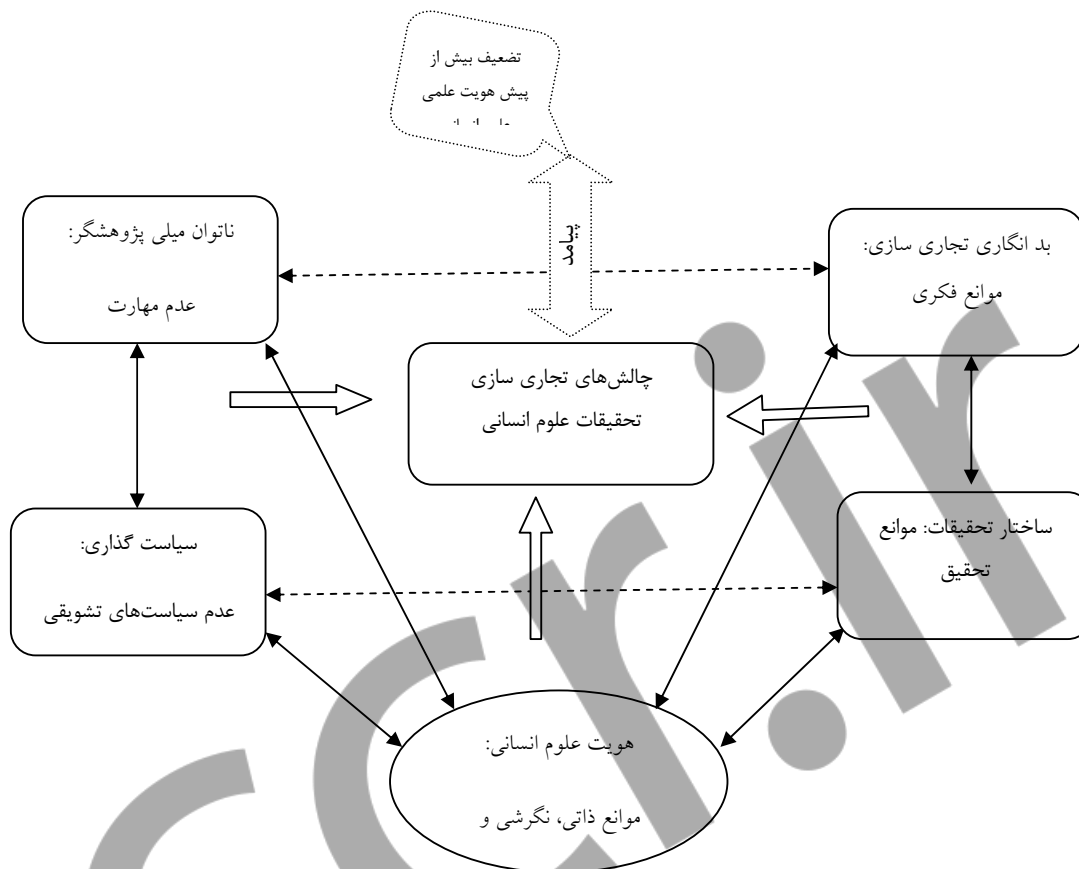 تضعیف بیش از
پیش هویت علمی
پیامد
بد انگاری تجاری سازی:
موانع فکری
ناتوان میلی پژوهشگر:
عدم مهارت
چالش‌های تجاری سازی
تحقیقات علوم انسانی
ساختار تحقیقات: موانع
تحقیق
سیاست گذاری:
عدم سیاست‌های تشویقی
هویت علوم انسانی:
موانع ذاتی، نگرشی و